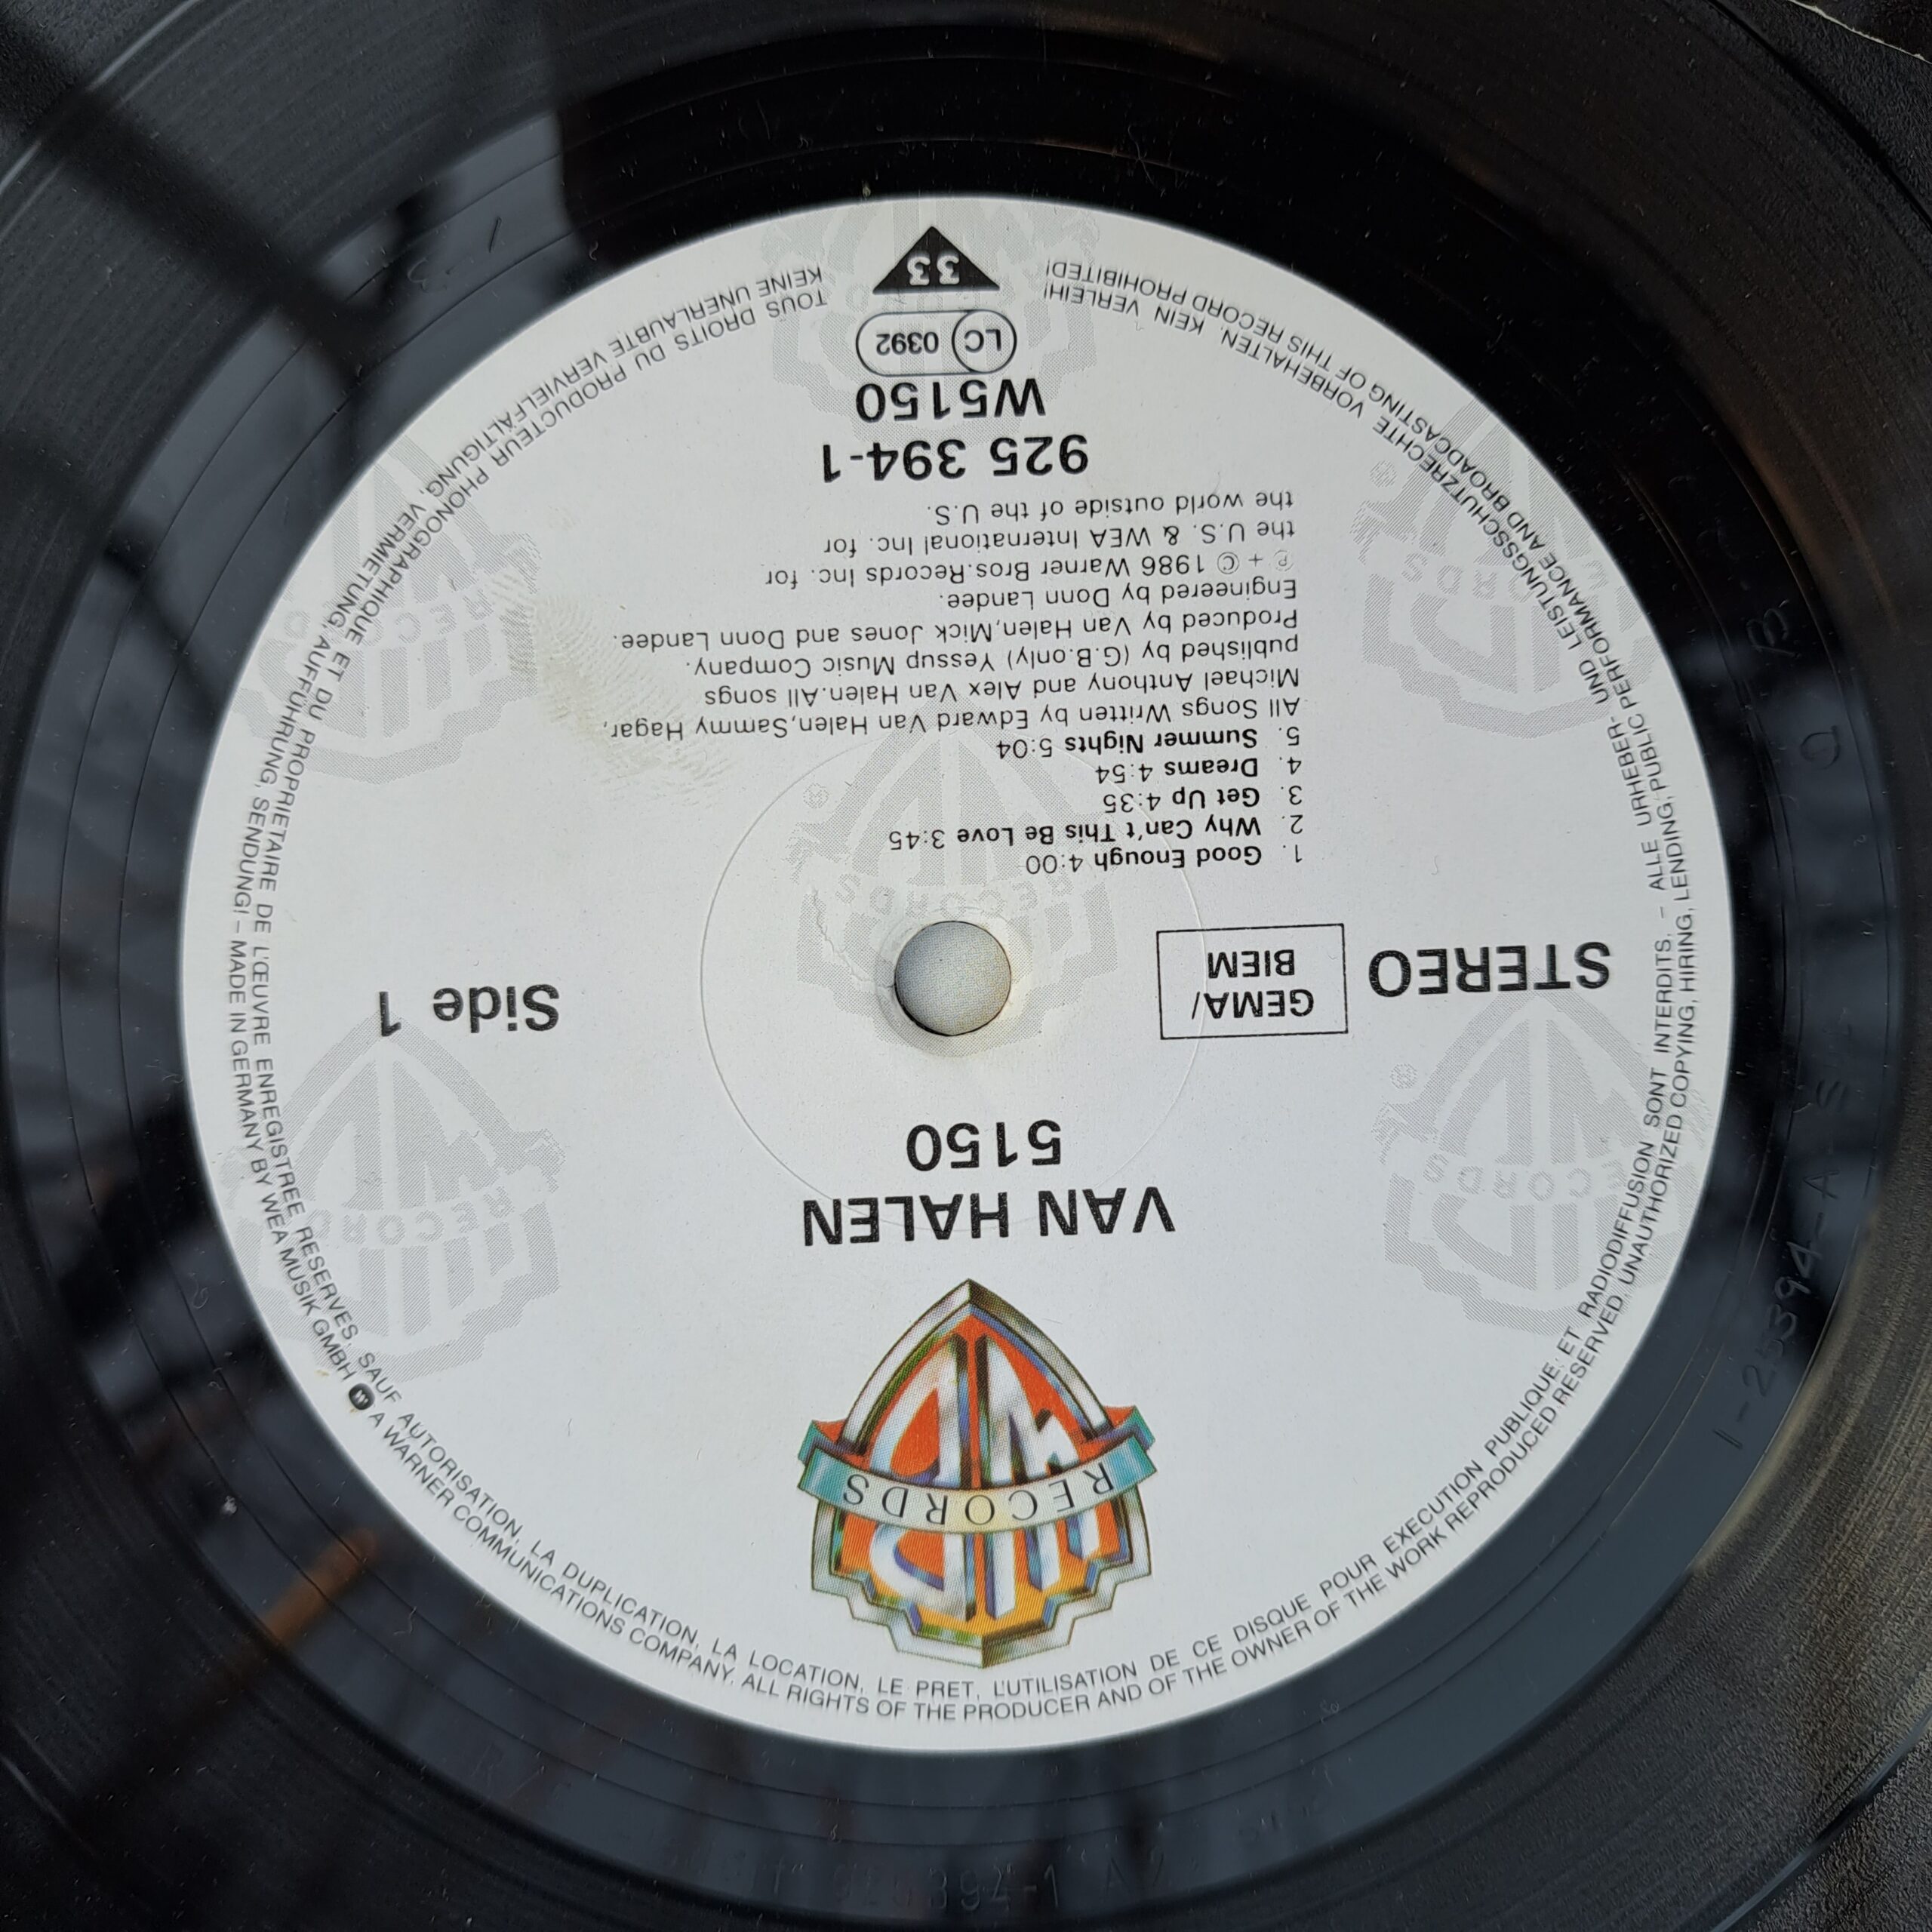 RECORDS
VAN HALEN
5150
STEREO
GEMA/
BIEM
Side 1
1. Good Enough 4:00
2. Why Can't This Be Love 3:45
3. Get Up 4:35
4. Dreams 4:54
5. Summer Nights 5:04
All Songs Written by Edward Van Halen,Sammy Hagar,
Michael Anthony and Alex Van Halen.All songs
published by (G.B.only) Yessup Music Company.
Produced by Van Halen,Mick Jones and Donn Landee.
Engineered by Donn Landee.
℗ + © 1986 Warner Bros.Records Inc. for
the U.S. & WEA International Inc. for
the world outside of the U.S.
925 394-1
W5150
LC 0392
33
TOUS DROITS DU PRODUCTEUR PHONOGRAPHIQUE ET DU PROPRIETAIRE DE L'ŒUVRE ENREGISTREE RESERVES. SAUF AUTORISATION, LA DUPLICATION, LA LOCATION, LE PRET, L'UTILISATION DE CE DISQUE POUR EXECUTION PUBLIQUE ET RADIODIFFUSION SONT INTERDITS. – ALLE URHEBER- UND LEISTUNGSSCHUTZRECHTE VORBEHALTEN. KEIN VERLEIH!
KEINE UNERLAUBTE VERVIELFÄLTIGUNG, VERMIETUNG, AUFFÜHRUNG, SENDUNG! – MADE IN GERMANY BY WEA MUSIK GMBH A WARNER COMMUNICATIONS COMPANY. ALL RIGHTS OF THE PRODUCER AND OF THE OWNER OF THE WORK REPRODUCED RESERVED. UNAUTHORIZED COPYING, HIRING, LENDING, PUBLIC PERFORMANCE AND BROADCASTING OF THIS RECORD PROHIBITED!
1-25394-A